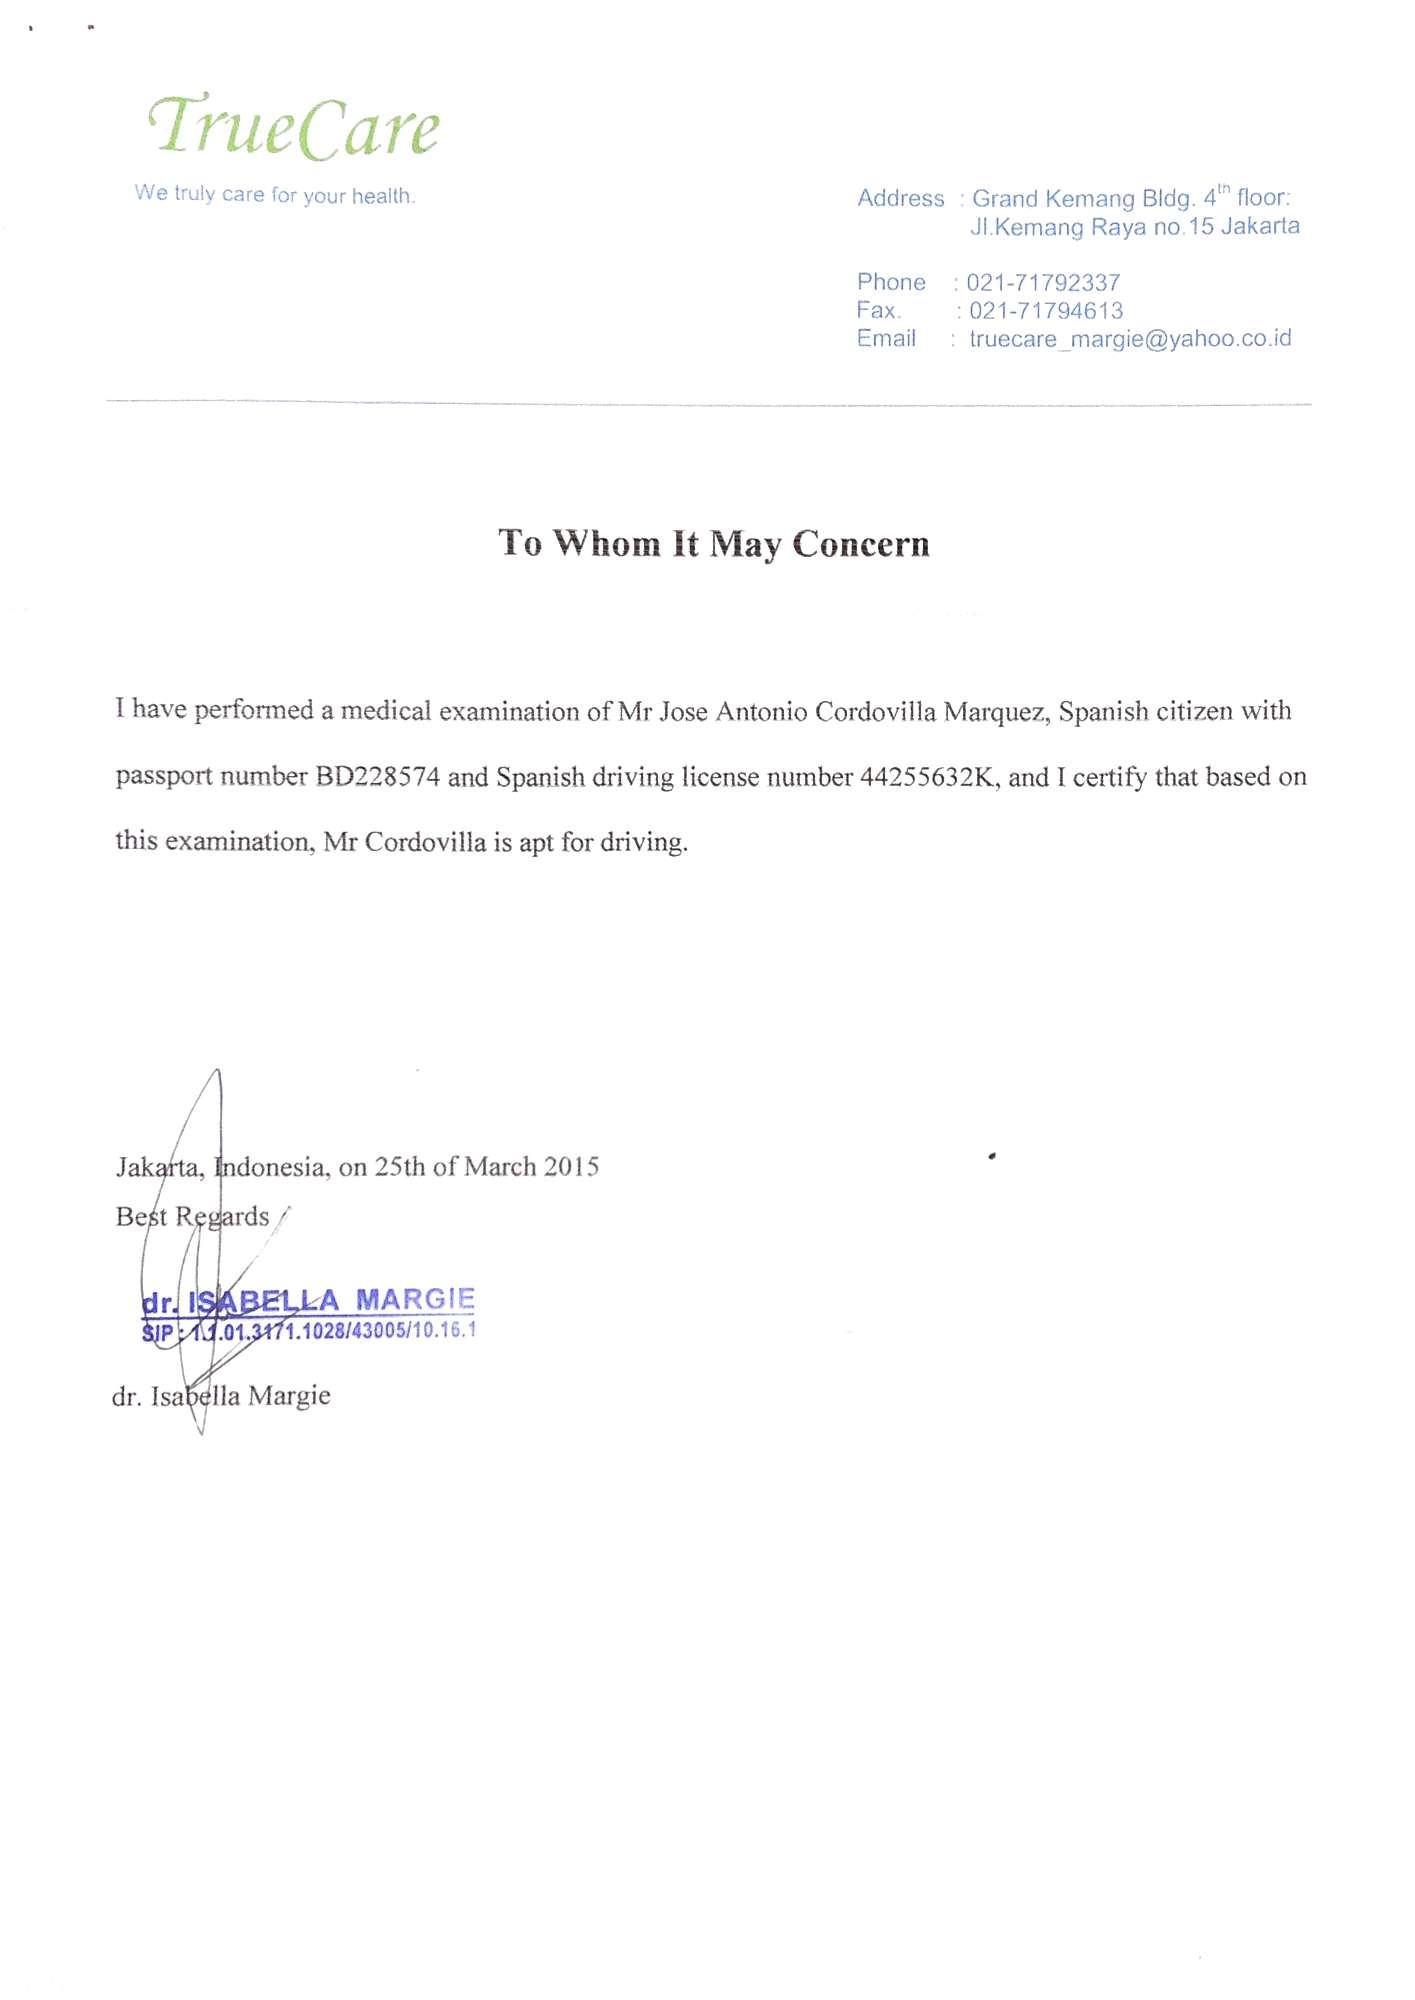 TrueCare
We truly care for your health.
Address : Grand Kemang Bldg. 4th floor:
Jl.Kemang Raya no.15 Jakarta
Phone : 021-71792337
Fax. : 021-71794613
Email : truecare_margie@yahoo.co.id
To Whom It May Concern
I have performed a medical examination of Mr Jose Antonio Cordovilla Marquez, Spanish citizen with
passport number BD228574 and Spanish driving license number 44255632K, and I certify that based on
this examination, Mr Cordovilla is apt for driving.
Jakarta, Indonesia, on 25th of March 2015
Best Regards
dr. ISABELLA MARGIE
SIP : 1.1.01.3171.1028/43005/10.16.1
dr. Isabella Margie